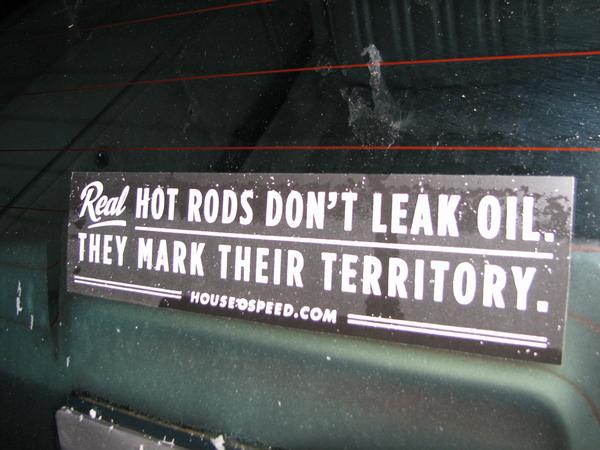 Real HOT RODS DON'T LEAK OIL.
THEY MARK THEIR TERRITORY.
HOUSEOSPEED.COM